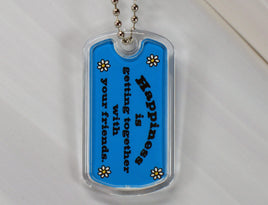 Happiness
is
getting together
with
your friends.